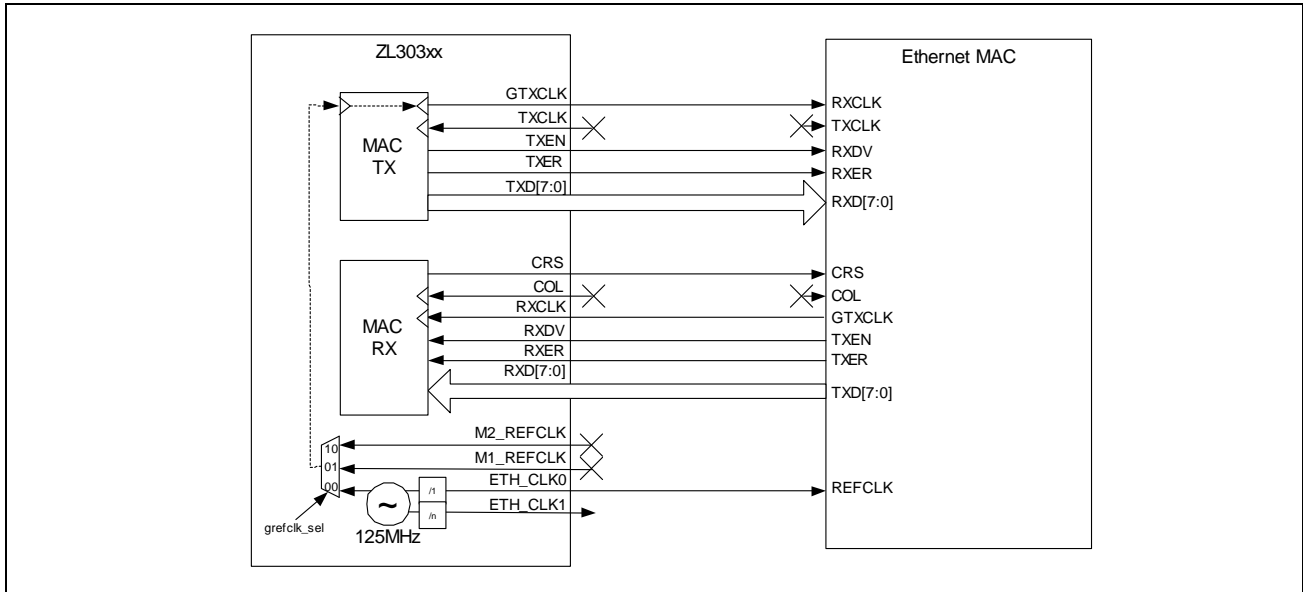 ZL303xx
Ethernet MAC
GTXCLK
RXCLK
TXCLK
TXCLK
MAC
TX
TXEN
RXDV
TXER
RXER
TXD[7:0]
RXD[7:0]
CRS
CRS
COL
COL
MAC
RX
RXCLK
GTXCLK
RXDV
TXEN
RXER
TXER
RXD[7:0]
TXD[7:0]
M2_REFCLK
10
M1_REFCLK
01
ETH_CLK0
00
/1
REFCLK
ETH_CLK1
~
/n
grefclk_sel
125MHz